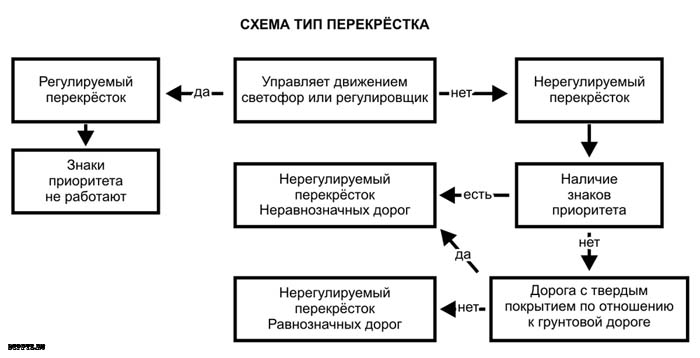 СХЕМА ТИП ПЕРЕКРЁСТКА
Регулируемый
перекрёсток
да
Управляет движением
светофор или регулировщик
нет
Нерегулируемый
перекрёсток
Знаки
приоритета
не работают
Нерегулируемый
перекрёсток
Неравнозначных дорог
есть
Наличие
знаков
приоритета
нет
да
Нерегулируемый
перекрёсток
Равнозначных дорог
нет
Дорога с твердым
покрытием по отношению
к грунтовой дороге